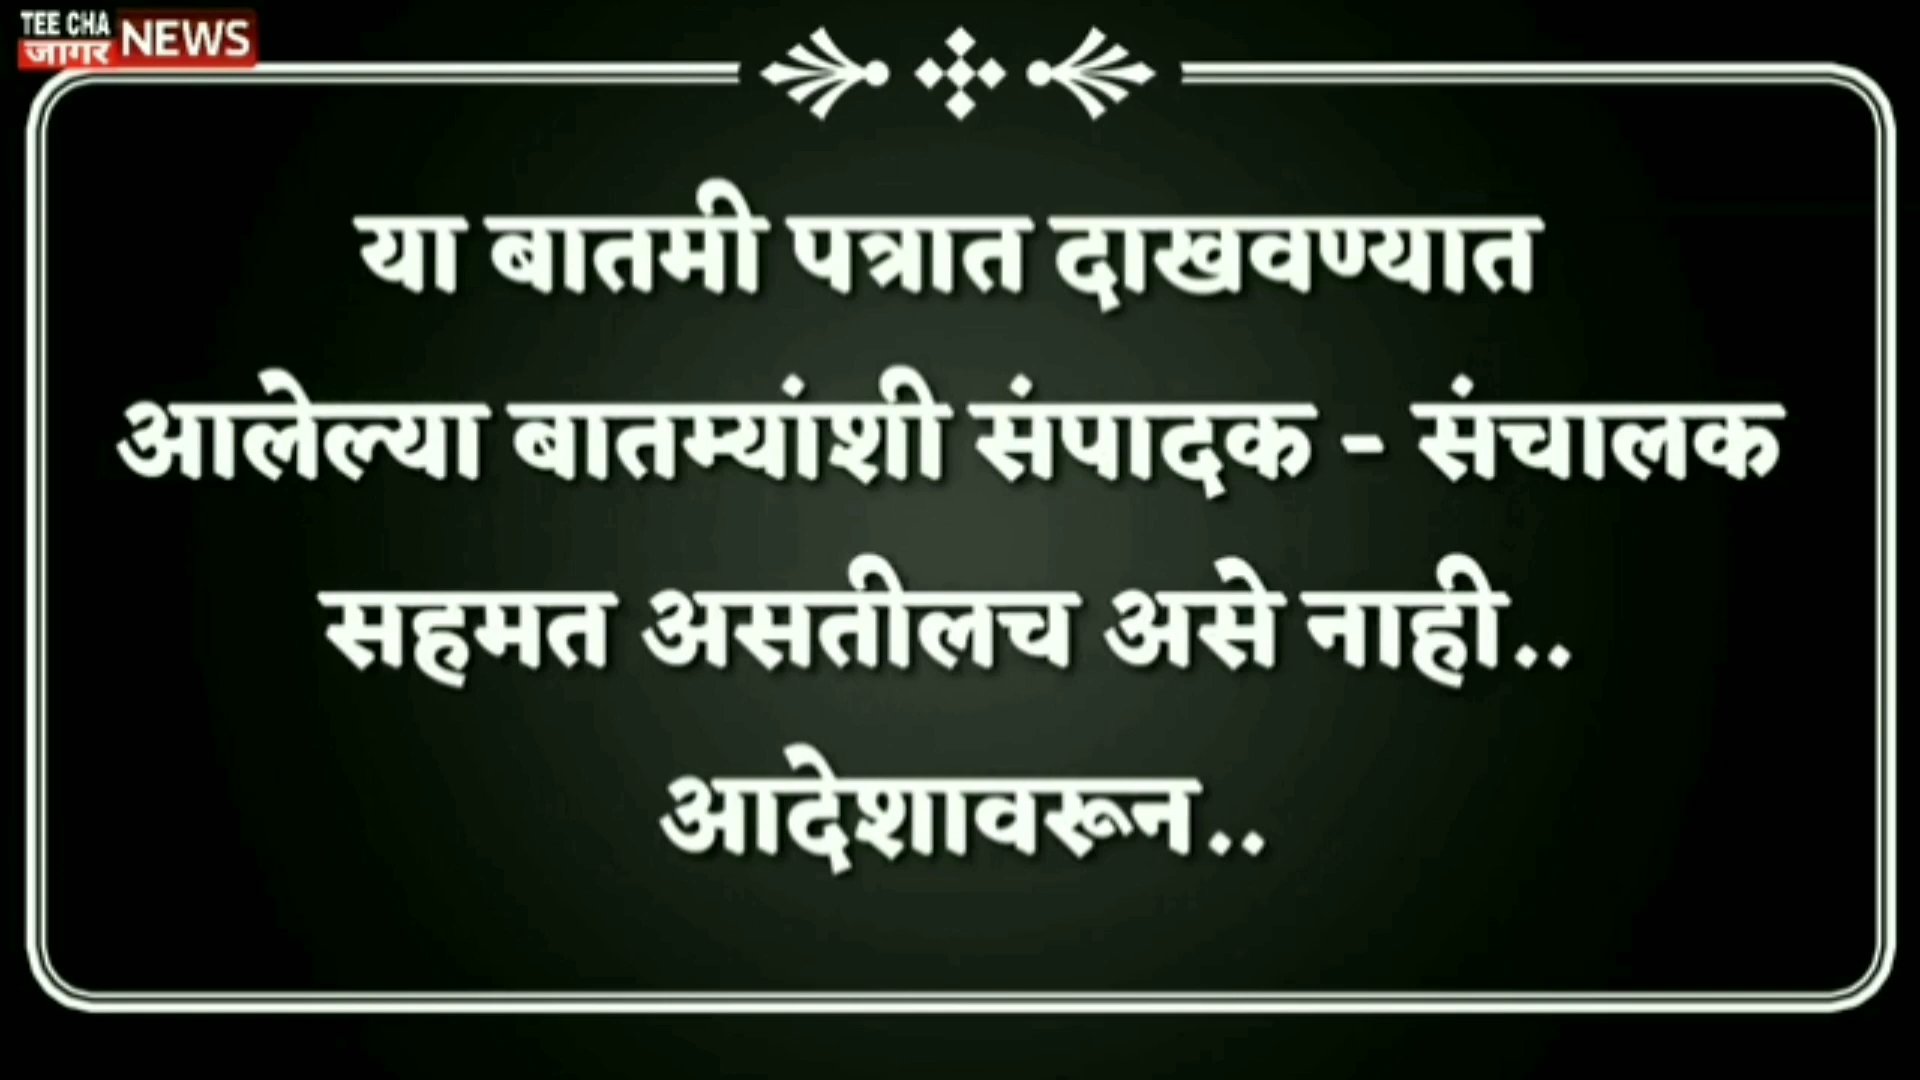 TEE CHA
जागर NEWS
या बातमी पत्रात दाखवण्यात
आलेल्या बातम्यांशी संपादक - संचालक
सहमत असतीलच असे नाही..
आदेशावरून..